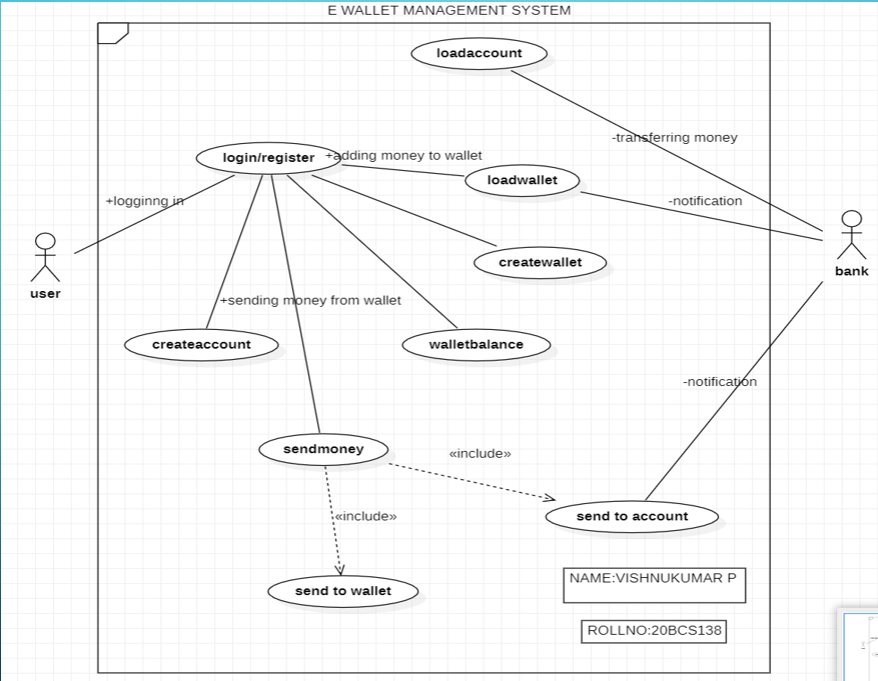 E WALLET MANAGEMENT SYSTEM
loadaccount
-transferring money
login/register
+adding money to wallet
loadwallet
+logginng in
-notification
createwallet
bank
user
+sending money from wallet
createaccount
walletbalance
-notification
sendmoney
«include»
«include»
send to account
NAME:VISHNUKUMAR P
send to wallet
ROLLNO:20BCS138